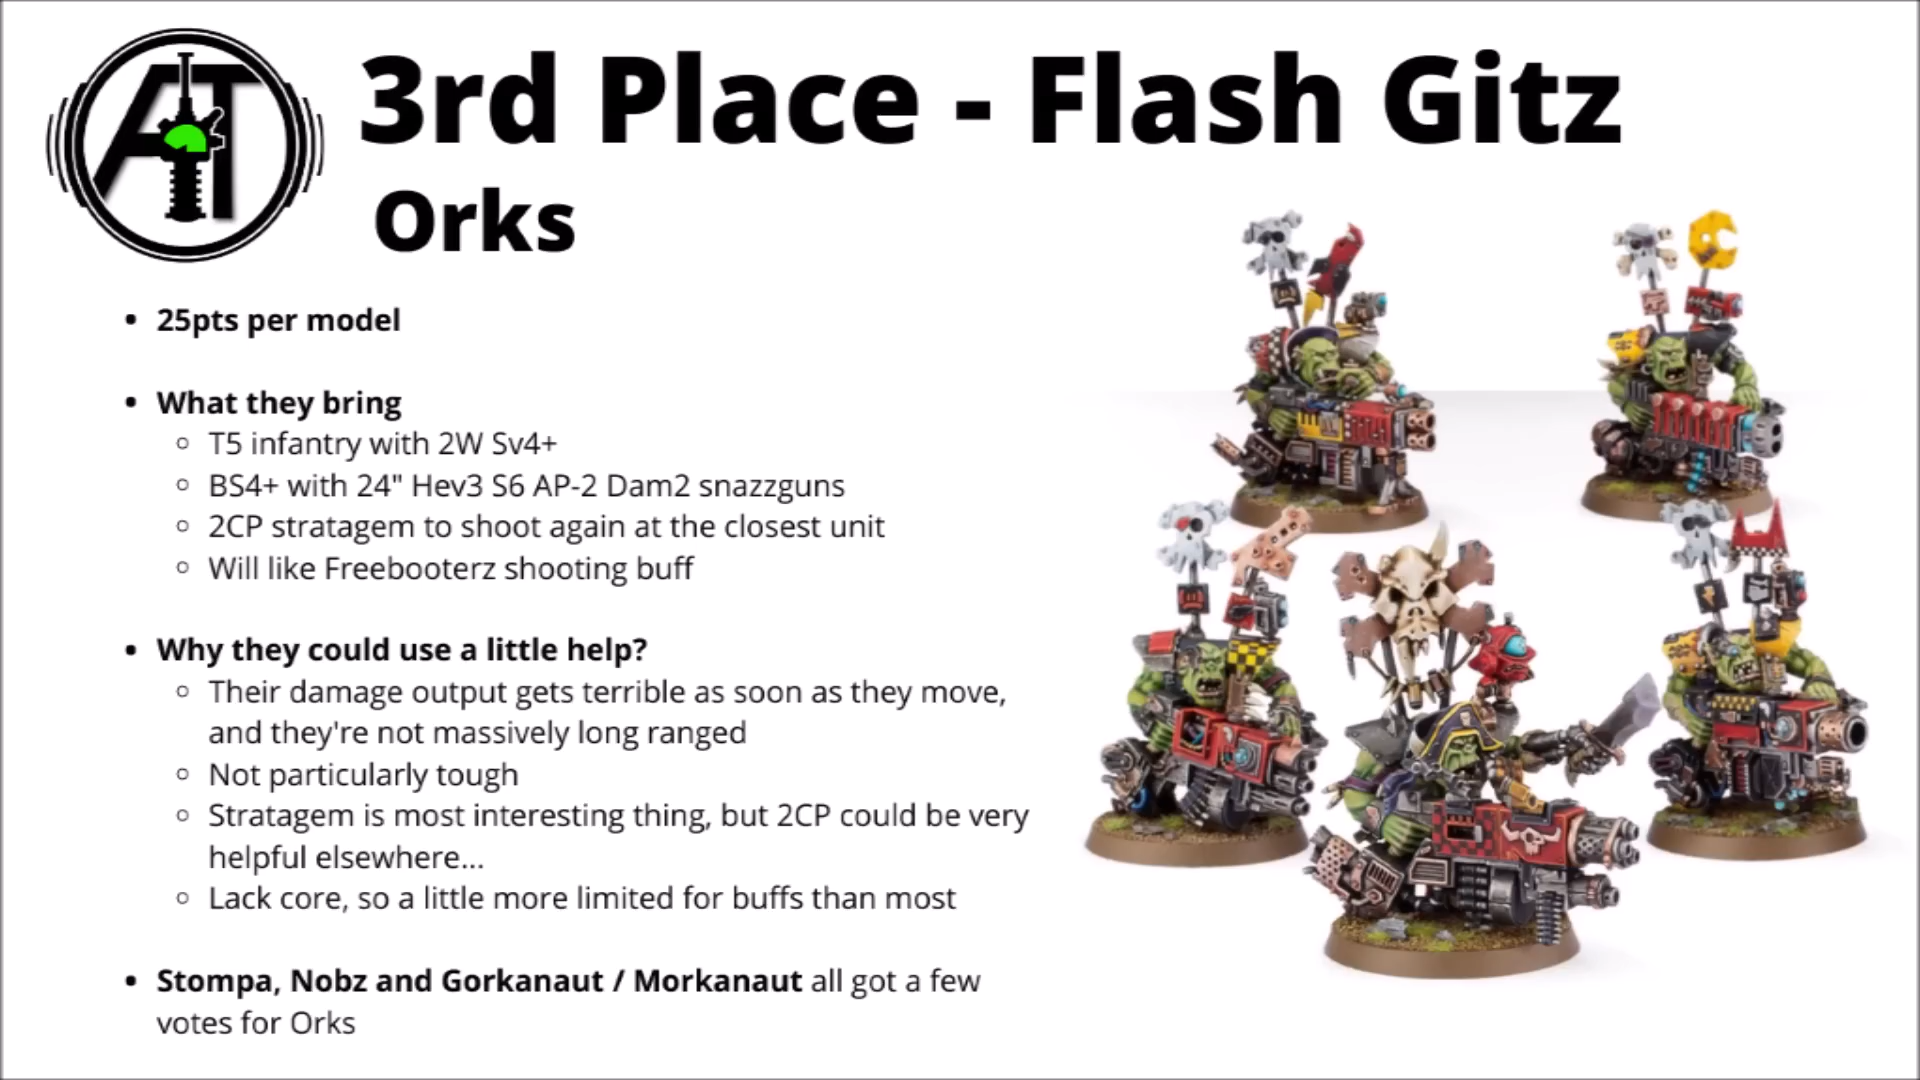 AT
3rd Place - Flash Gitz
Orks
• 25pts per model
• What they bring
◦ T5 infantry with 2W Sv4+
◦ BS4+ with 24" Hev3 S6 AP-2 Dam2 snazzguns
◦ 2CP stratagem to shoot again at the closest unit
◦ Will like Freebooterz shooting buff
• Why they could use a little help?
◦ Their damage output gets terrible as soon as they move,
and they're not massively long ranged
◦ Not particularly tough
◦ Stratagem is most interesting thing, but 2CP could be very
helpful elsewhere...
◦ Lack core, so a little more limited for buffs than most
• Stompa, Nobz and Gorkanaut / Morkanaut all got a few
votes for Orks